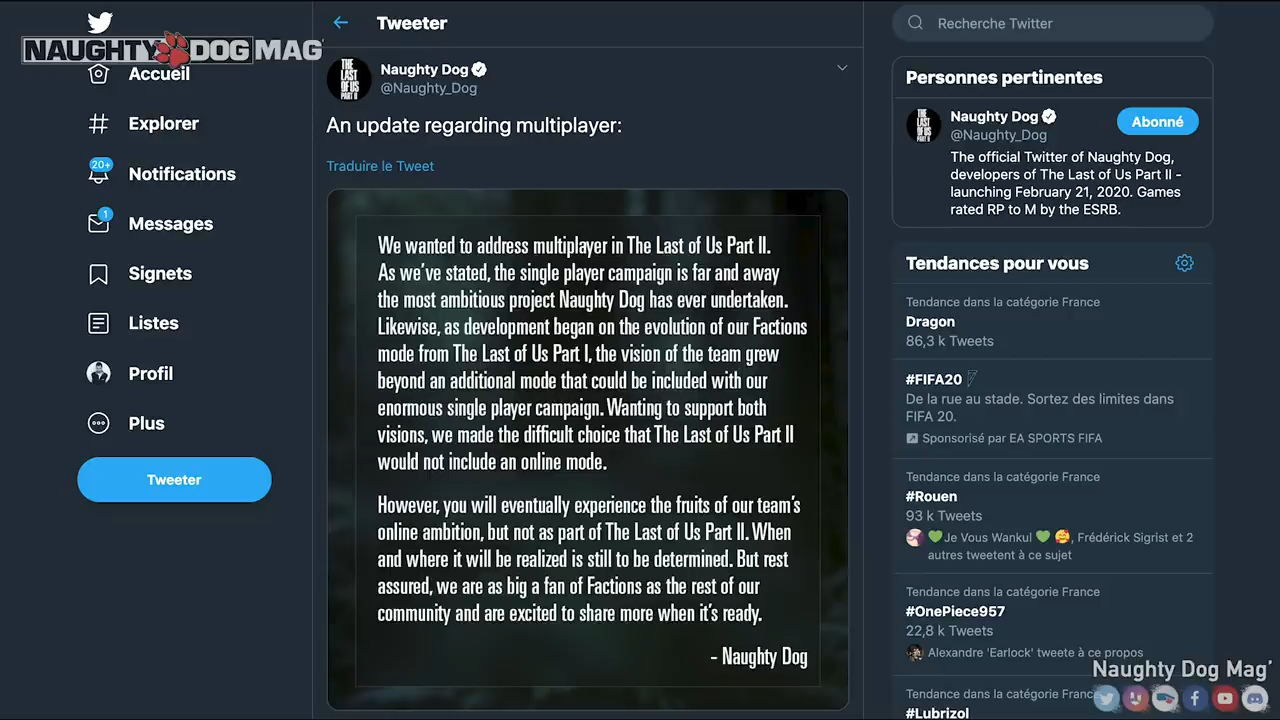 NAUGHTY DOG MAG'
Accueil
Explorer
20+
Notifications
1
Messages
Signets
Listes
Profil
Plus
Tweeter
Tweeter
THE
LAST
OF US
PART II
Naughty Dog
@Naughty_Dog
An update regarding multiplayer:
Traduire le Tweet
We wanted to address multiplayer in The Last of Us Part II.
As we've stated, the single player campaign is far and away
the most ambitious project Naughty Dog has ever undertaken.
Likewise, as development began on the evolution of our Factions
mode from The Last of Us Part I, the vision of the team grew
beyond an additional mode that could be included with our
enormous single player campaign. Wanting to support both
visions, we made the difficult choice that The Last of Us Part II
would not include an online mode.
However, you will eventually experience the fruits of our team's
online ambition, but not as part of The Last of Us Part II. When
and where it will be realized is still to be determined. But rest
assured, we are as big a fan of Factions as the rest of our
community and are excited to share more when it's ready.
- Naughty Dog
Recherche Twitter
Personnes pertinentes
Naughty Dog
@Naughty_Dog
Abonné
The official Twitter of Naughty Dog,
developers of The Last of Us Part II -
launching February 21, 2020. Games
rated RP to M by the ESRB.
Tendances pour vous
Tendance dans la catégorie France
Dragon
86,3 k Tweets
#FIFA20
De la rue au stade. Sortez des limites dans
FIFA 20.
Sponsorisé par EA SPORTS FIFA
Tendance dans la catégorie France
#Rouen
93 k Tweets
💚Je Vous Wankul 💚 🥰, Frédérick Sigrist et 2
autres tweetent à ce sujet
Tendance dans la catégorie France
#OnePiece957
22,8 k Tweets
Alexandre 'Earlock' tweete à ce propos
Tendance dans la catégorie France
#Lubrizol
Naughty Dog Mag'